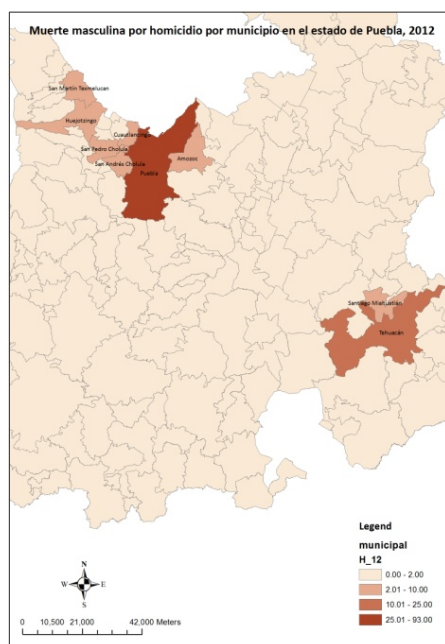 Muerte masculina por homicidio por municipio en el estado de Puebla, 2012
San Martín Texmelucan
Huejotzingo
Cuautlancingo
San Pedro Cholula
Amozoc
San Andrés Cholula
Puebla
Santiago Miahuatlán
Tehuacán
Legend
municipal
H_12
0.00 - 2.00
2.01 - 10.00
10.01 - 25.00
25.01 - 93.00
N
W E
S
0 10,500 21,000 42,000 Meters